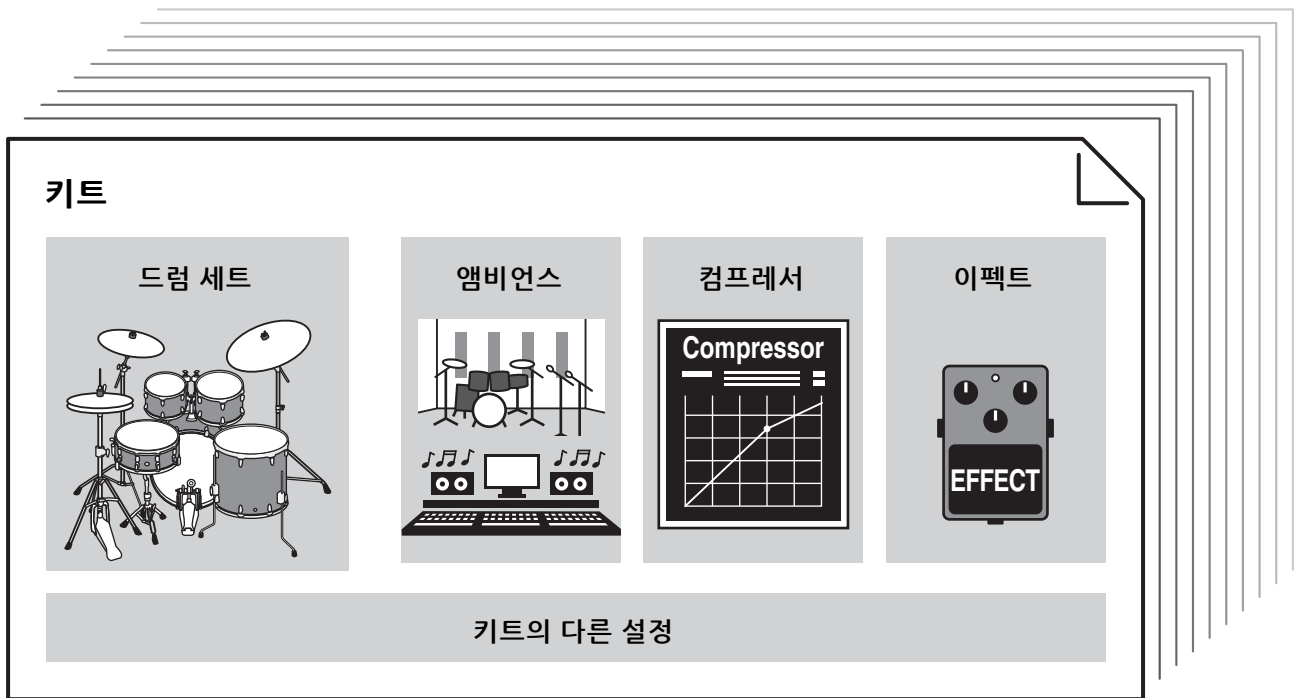 키트
드럼 세트
앰비언스
컴프레서
이펙트
Compressor
EFFECT
키트의 다른 설정